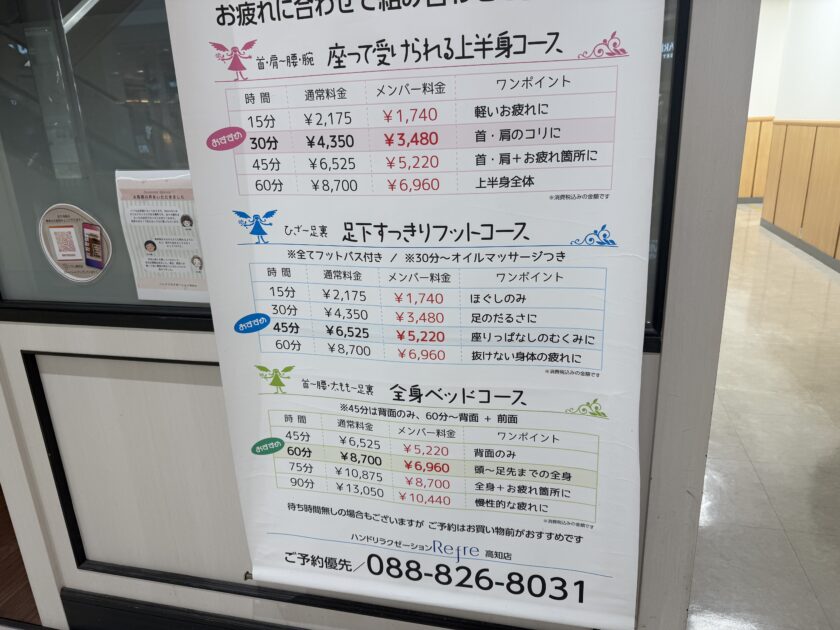 お疲れに合わせて組み合わせ
首・肩〜腰・腕 座って受けられる上半身コース
時間 通常料金 メンバー料金 ワンポイント
15分 ¥2,175 ¥1,740 軽いお疲れに
おすすめ 30分 ¥4,350 ¥3,480 首・肩のコリに
45分 ¥6,525 ¥5,220 首・肩+お疲れ箇所に
60分 ¥8,700 ¥6,960 上半身全体
※消費税込みの金額です
ひざ〜足裏 足下すっきりフットコース
※全てフットバス付き / ※30分〜オイルマッサージつき
時間 通常料金 メンバー料金 ワンポイント
15分 ¥2,175 ¥1,740 ほぐしのみ
30分 ¥4,350 ¥3,480 足のだるさに
おすすめ 45分 ¥6,525 ¥5,220 座りっぱなしのむくみに
60分 ¥8,700 ¥6,960 抜けない身体の疲れに
※消費税込みの金額です
首〜腰・太もも〜足裏 全身ベッドコース
※45分は背面のみ、60分〜背面 + 前面
時間 通常料金 メンバー料金 ワンポイント
45分 ¥6,525 ¥5,220 背面のみ
おすすめ 60分 ¥8,700 ¥6,960 頭〜足先までの全身
75分 ¥10,875 ¥8,700 全身+お疲れ箇所に
90分 ¥13,050 ¥10,440 慢性的な疲れに
※消費税込みの金額です
待ち時間無しの場合もございますが ご予約はお買い物前がおすすめです
ハンドリラクゼーション Refre 高知店
ご予約優先/088-826-8031